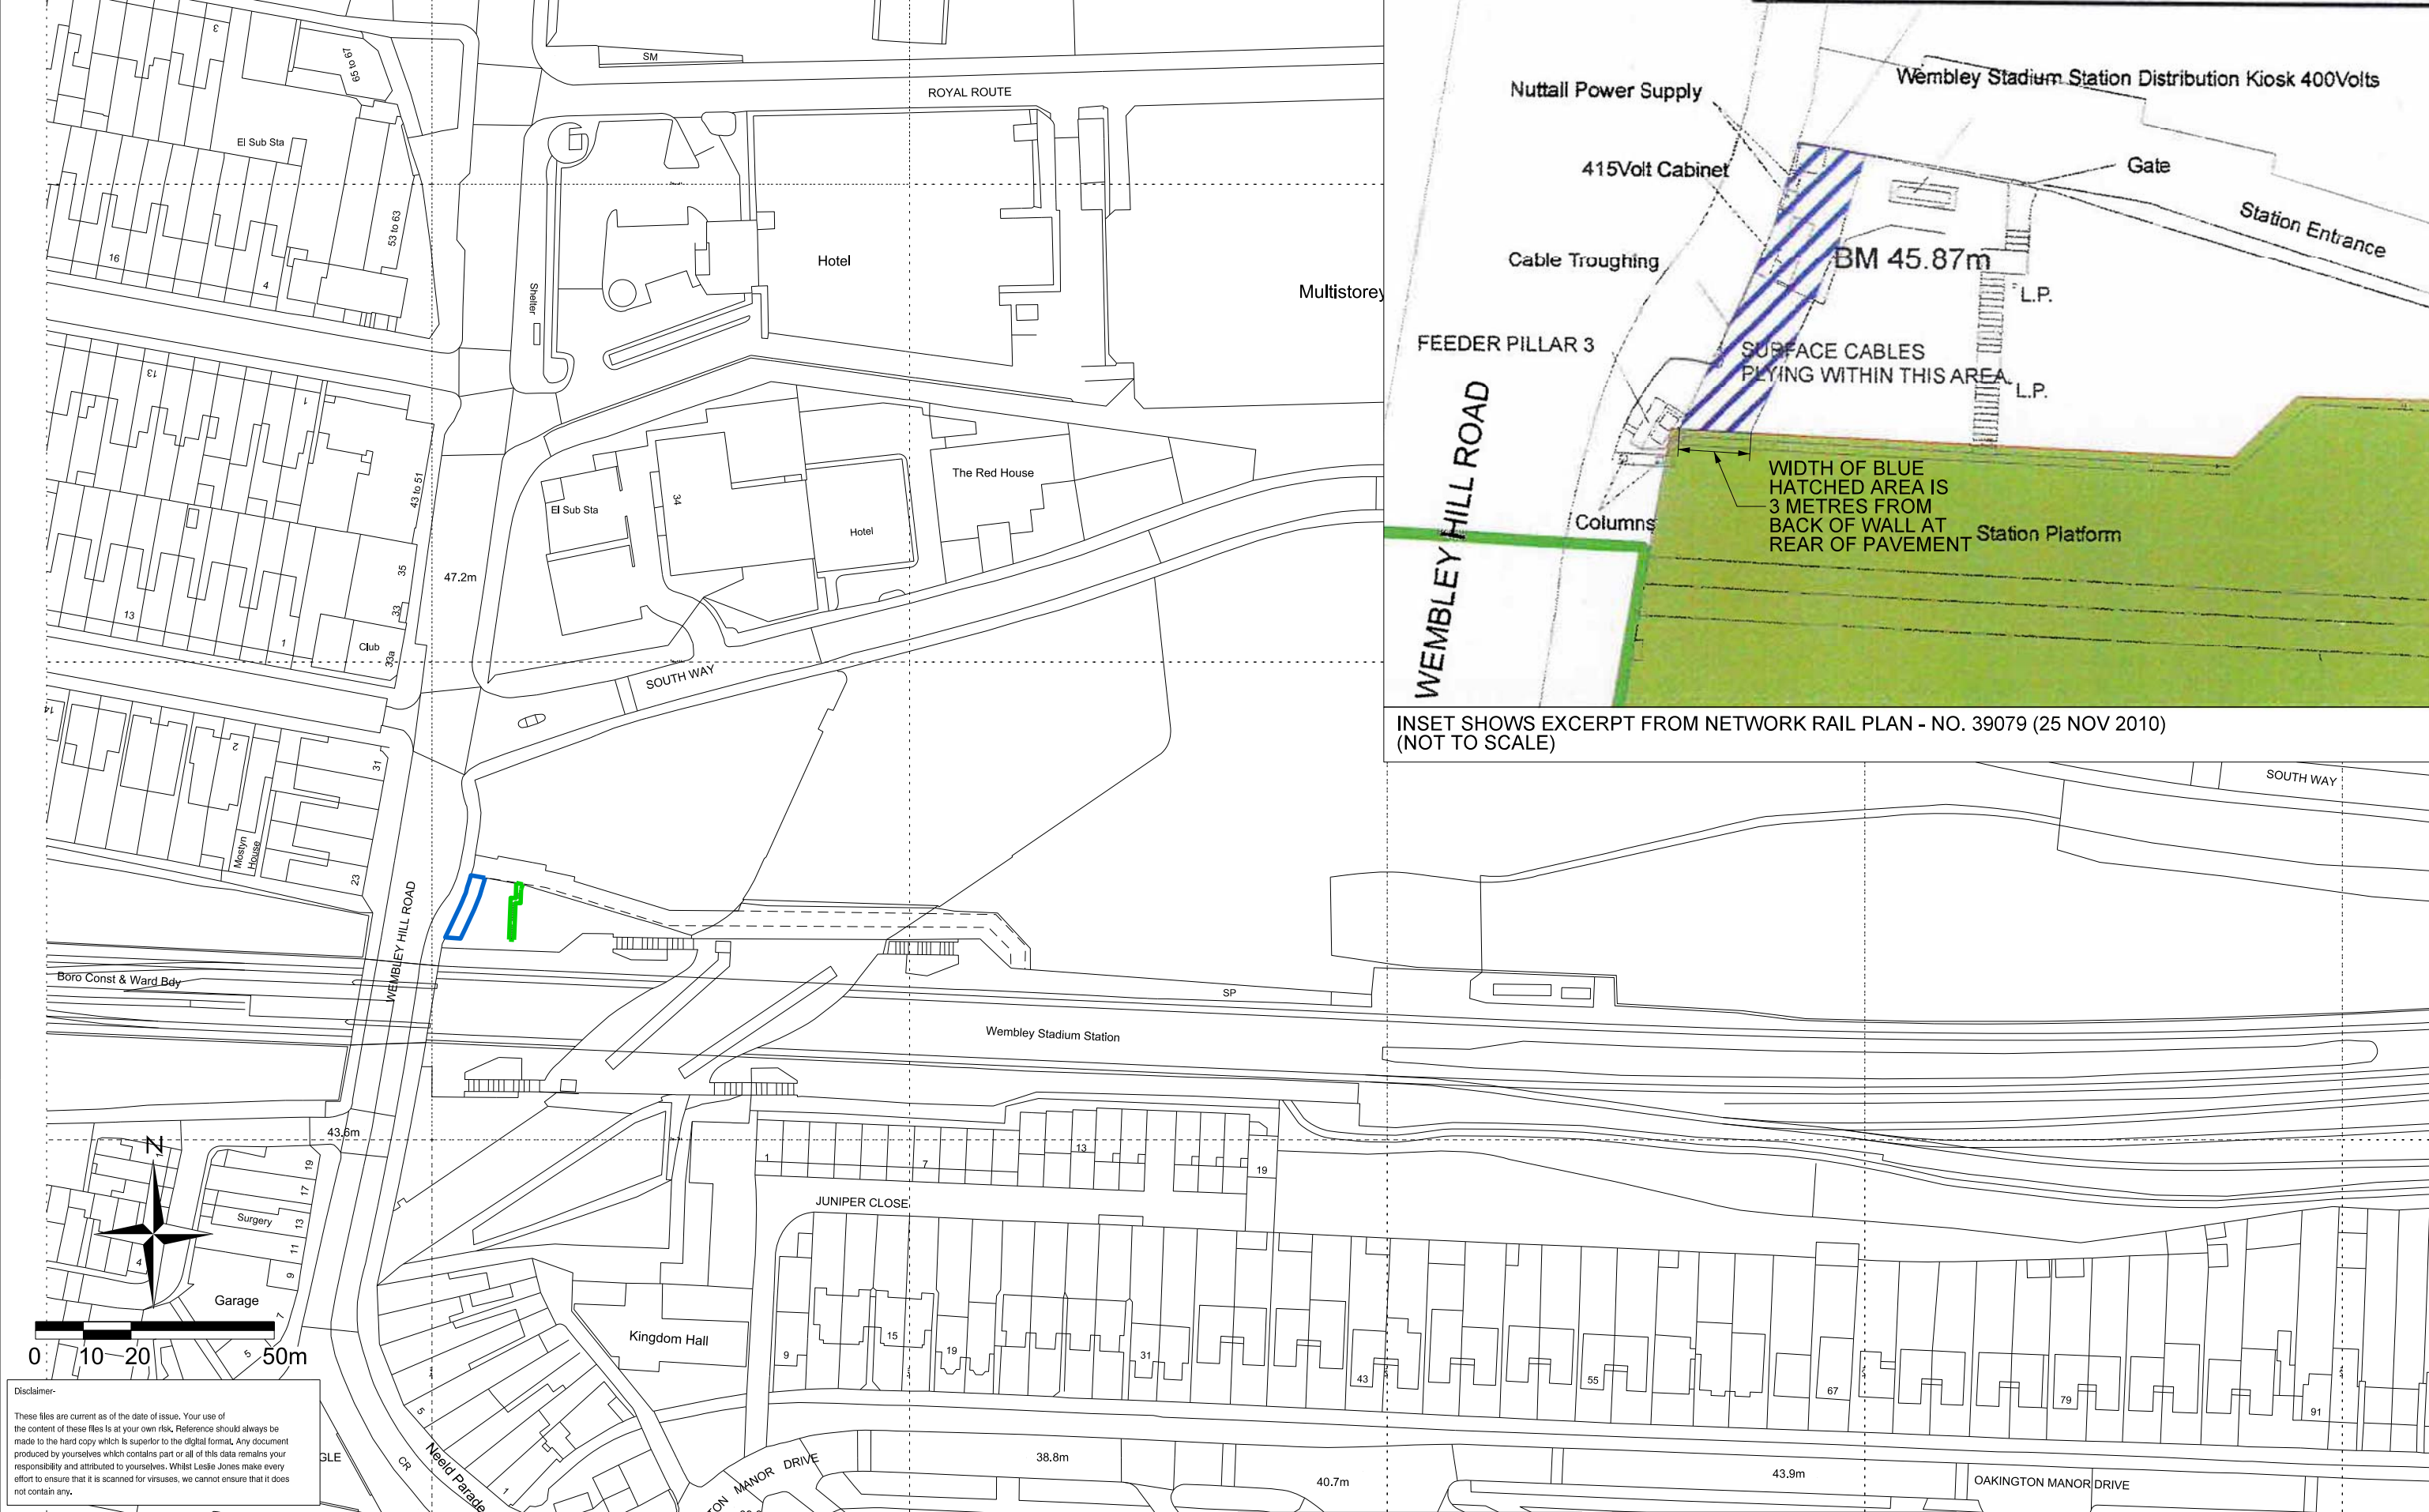 SM
65 to 67
3
ROYAL ROUTE
El Sub Sta
53 to 63
16
4
Shelter
Hotel
Multistorey
13
1
43 to 51
El Sub Sta
34
Hotel
The Red House
35
47.2m
33
13
1
Club
33a
SOUTH WAY
14
2
31
Mostyn
House
23
WEMBLEY HILL ROAD
Boro Const & Ward Bdy
SP
Wembley Stadium Station
43.6m
N
19
17
Surgery
13
11
4
9
Garage
7
5
0 10 20 50m
1
7
13
19
JUNIPER CLOSE
Kingdom Hall
9
15
19
31
43
55
67
79
91
5
1
CR
Neeld Parade
GLE
TON MANOR DRIVE
38.8m
40.7m
43.9m
OAKINGTON MANOR DRIVE
SOUTH WAY
Nuttall Power Supply
Wembley Stadium Station Distribution Kiosk 400Volts
415Volt Cabinet
Gate
Station Entrance
Cable Troughing
BM 45.87m
L.P.
FEEDER PILLAR 3
SURFACE CABLES
PLYING WITHIN THIS AREA
L.P.
WEMBLEY HILL ROAD
Columns
WIDTH OF BLUE
HATCHED AREA IS
3 METRES FROM
BACK OF WALL AT
REAR OF PAVEMENT
Station Platform
INSET SHOWS EXCERPT FROM NETWORK RAIL PLAN - NO. 39079 (25 NOV 2010)
(NOT TO SCALE)
Disclaimer-
These files are current as of the date of issue. Your use of
the content of these files is at your own risk. Reference should always be
made to the hard copy which is superior to the digital format. Any document
produced by yourselves which contains part or all of this data remains your
responsibility and attributed to yourselves. Whilst Leslie Jones make every
effort to ensure that it is scanned for virsuses, we cannot ensure that it does
not contain any.